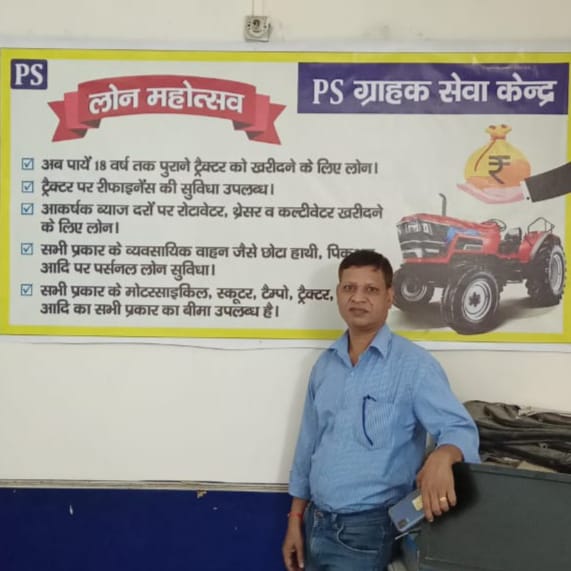 PS
लोन महोत्सव
PS ग्राहक सेवा केन्द्र
अब पायें 18 वर्ष तक पुराने ट्रैक्टर को खरीदने के लिए लोन।
ट्रैक्टर पर रीफाइनेंस की सुविधा उपलब्ध।
आकर्षक ब्याज दरों पर रोटावेटर, थ्रेसर व कल्टीवेटर खरीदने
के लिए लोन।
सभी प्रकार के व्यवसायिक वाहन जैसे छोटा हाथी,
आदि पर पर्सनल लोन सुविधा।
सभी प्रकार के मोटरसाइकिल, स्कूटर, टैम्पो, ट्रैक्टर,
आदि का सभी प्रकार का बीमा उपलब्ध है।
₹